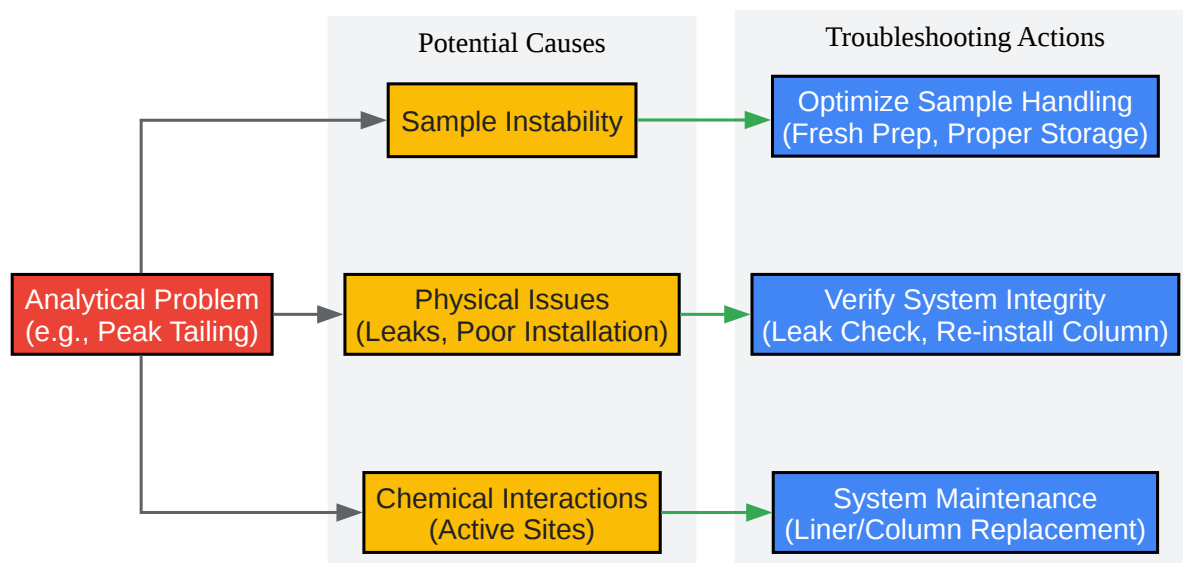 Potential Causes
Troubleshooting Actions
Sample Instability
Optimize Sample Handling
(Fresh Prep, Proper Storage)
Analytical Problem
(e.g., Peak Tailing)
Physical Issues
(Leaks, Poor Installation)
Verify System Integrity
(Leak Check, Re-install Column)
Chemical Interactions
(Active Sites)
System Maintenance
(Liner/Column Replacement)